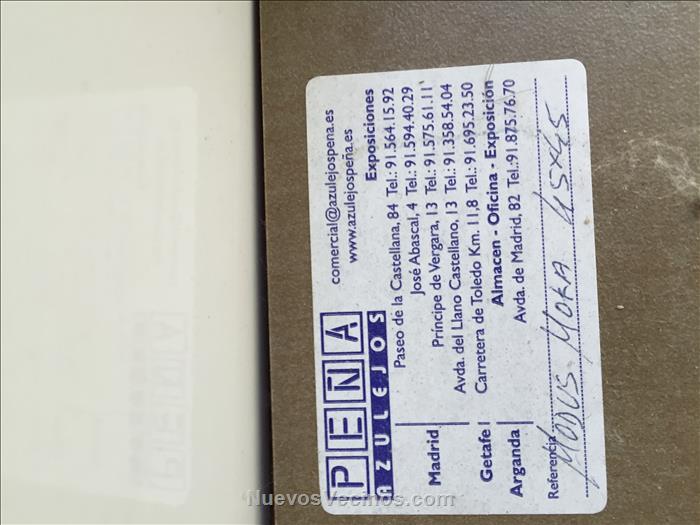 PEÑA
AZULEJOS
comercial@azulejospena.es
www.azulejospeña.es
Exposiciones
Madrid
Paseo de la Castellana, 84 Tel.: 91.564.15.92
José Abascal, 4 Tel.: 91.594.40.29
Príncipe de Vergara, 13 Tel.: 91.575.61.11
Avda. del Llano Castellano, 13 Tel.: 91.358.54.04
Getafe Carretera de Toledo Km. 11,8 Tel.: 91.695.23.50
Almacen - Oficina - Exposición
Arganda Avda. de Madrid, 82 Tel.:91.875.76.70
Referencia
MODUS MOKA 45x45
NuevosVecinos.com